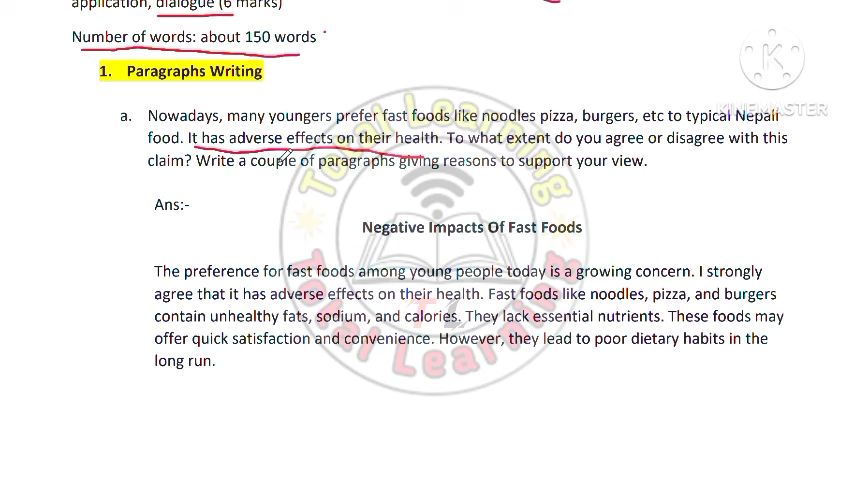 application, dialogue (6 marks)
Number of words: about 150 words
1. Paragraphs Writing
a. Nowadays, many youngers prefer fast foods like noodles pizza, burgers, etc to typical Nepali
food. It has adverse effects on their health. To what extent do you agree or disagree with this
claim? Write a couple of paragraphs giving reasons to support your view.
Ans:-
Negative Impacts Of Fast Foods
The preference for fast foods among young people today is a growing concern. I strongly
agree that it has adverse effects on their health. Fast foods like noodles, pizza, and burgers
contain unhealthy fats, sodium, and calories. They lack essential nutrients. These foods may
offer quick satisfaction and convenience. However, they lead to poor dietary habits in the
long run.
K
KINEMASTER
Total Learning
TL
Total Learning